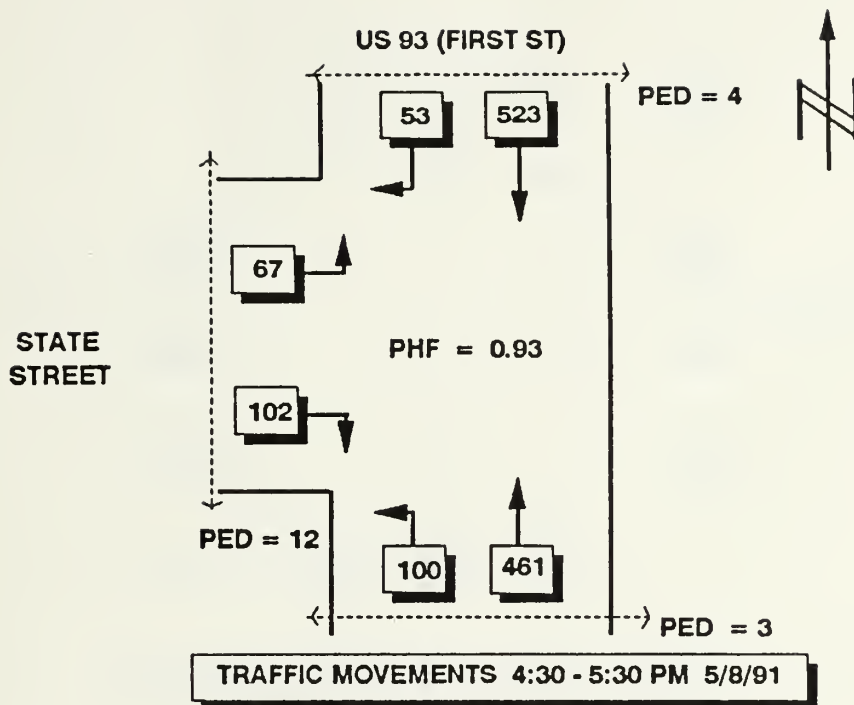 US 93 (FIRST ST)
PED = 4
N
53
523
67
STATE
STREET
PHF = 0.93
102
PED = 12
100
461
PED = 3
TRAFFIC MOVEMENTS 4:30 - 5:30 PM 5/8/91